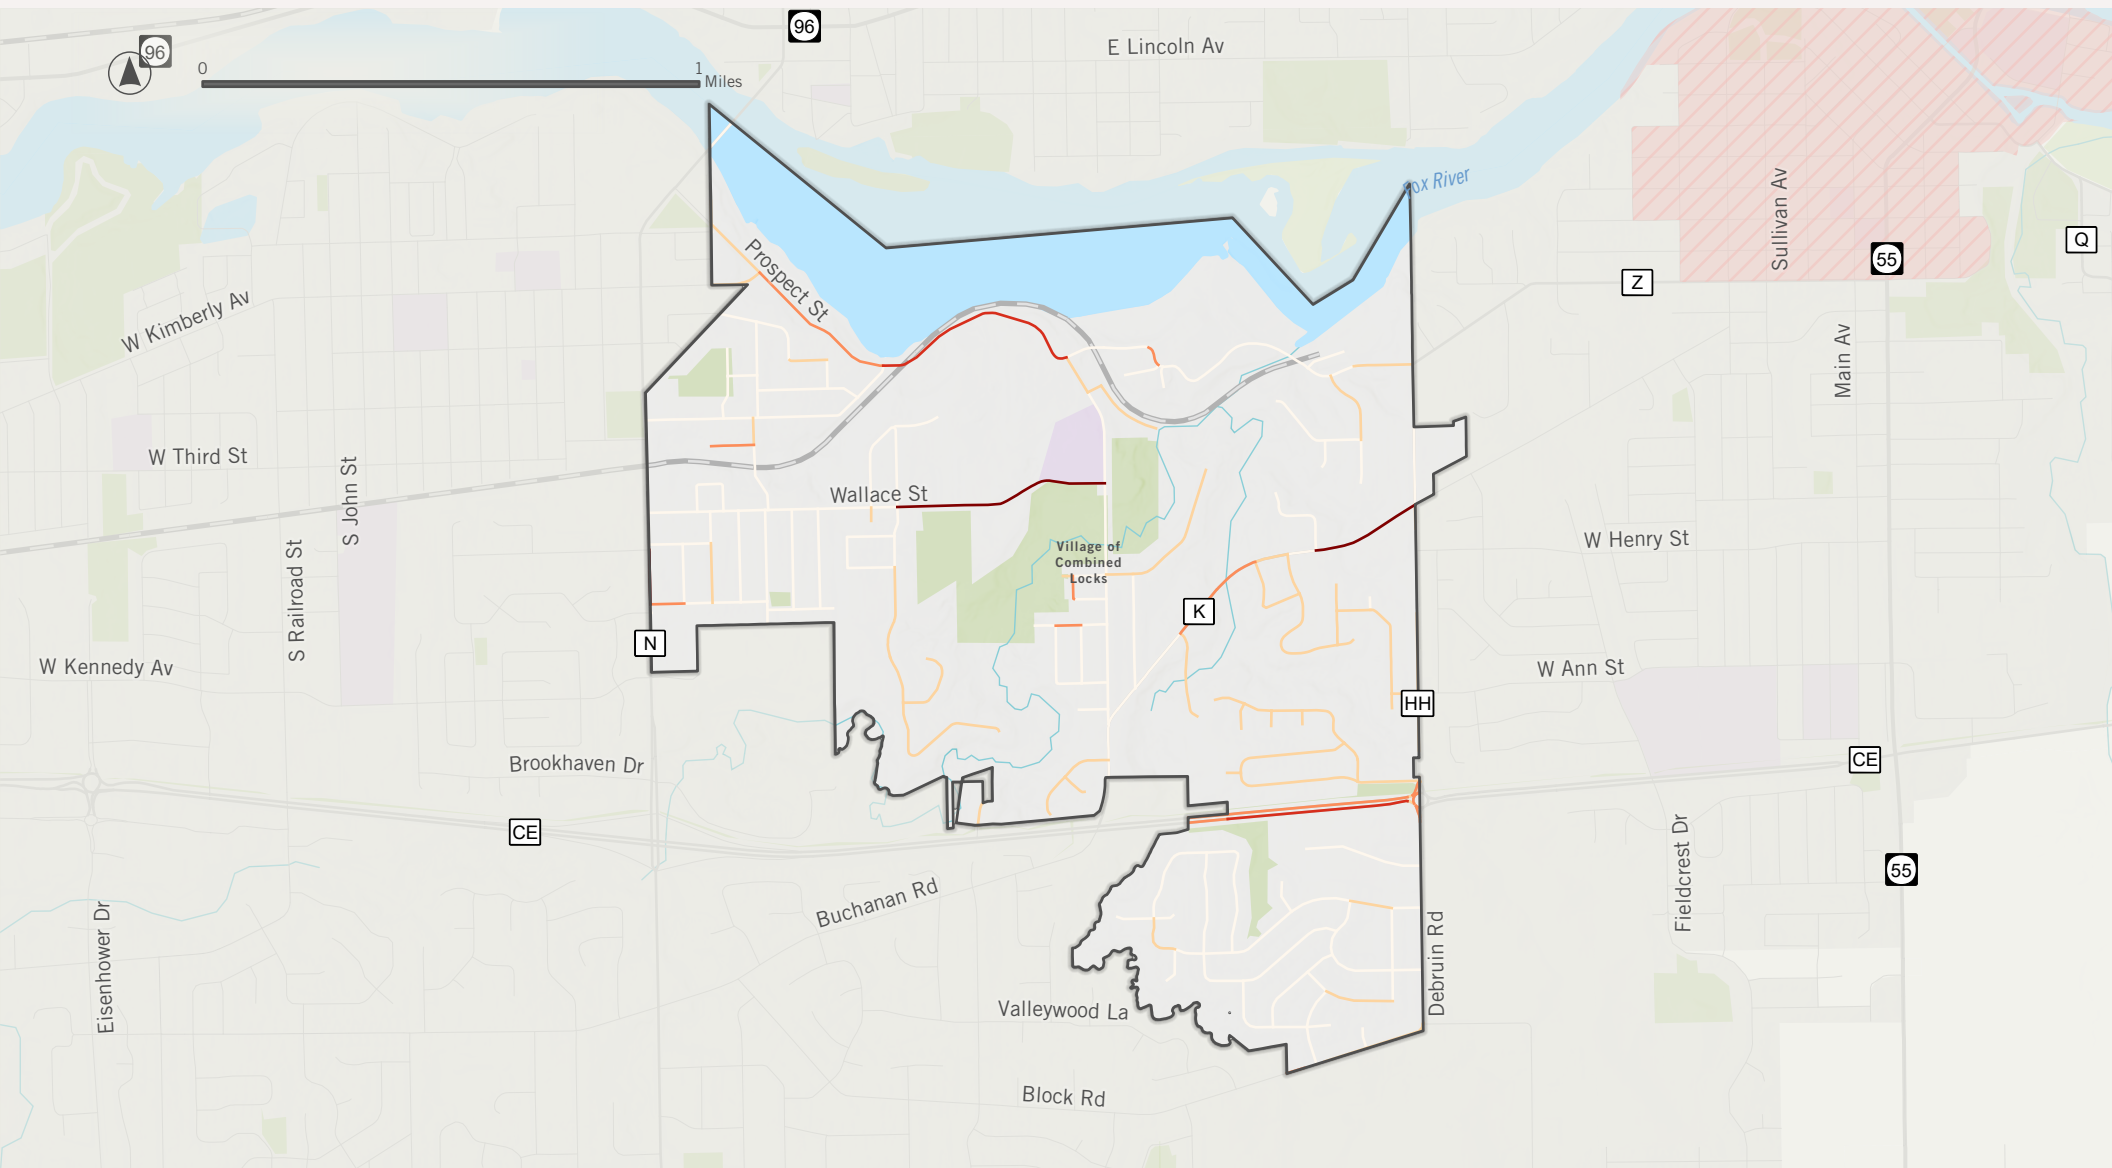 96
E Lincoln Av
96
0
1
Miles
Fox River
Sullivan Av
Q
55
Z
Prospect St
W Kimberly Av
Main Av
W Third St
S John St
Wallace St
W Henry St
Village of
Combined
Locks
S Railroad St
K
N
W Kennedy Av
W Ann St
HH
Brookhaven Dr
CE
CE
Fieldcrest Dr
55
Buchanan Rd
Eisenhower Dr
Debruin Rd
Valleywood La
Block Rd